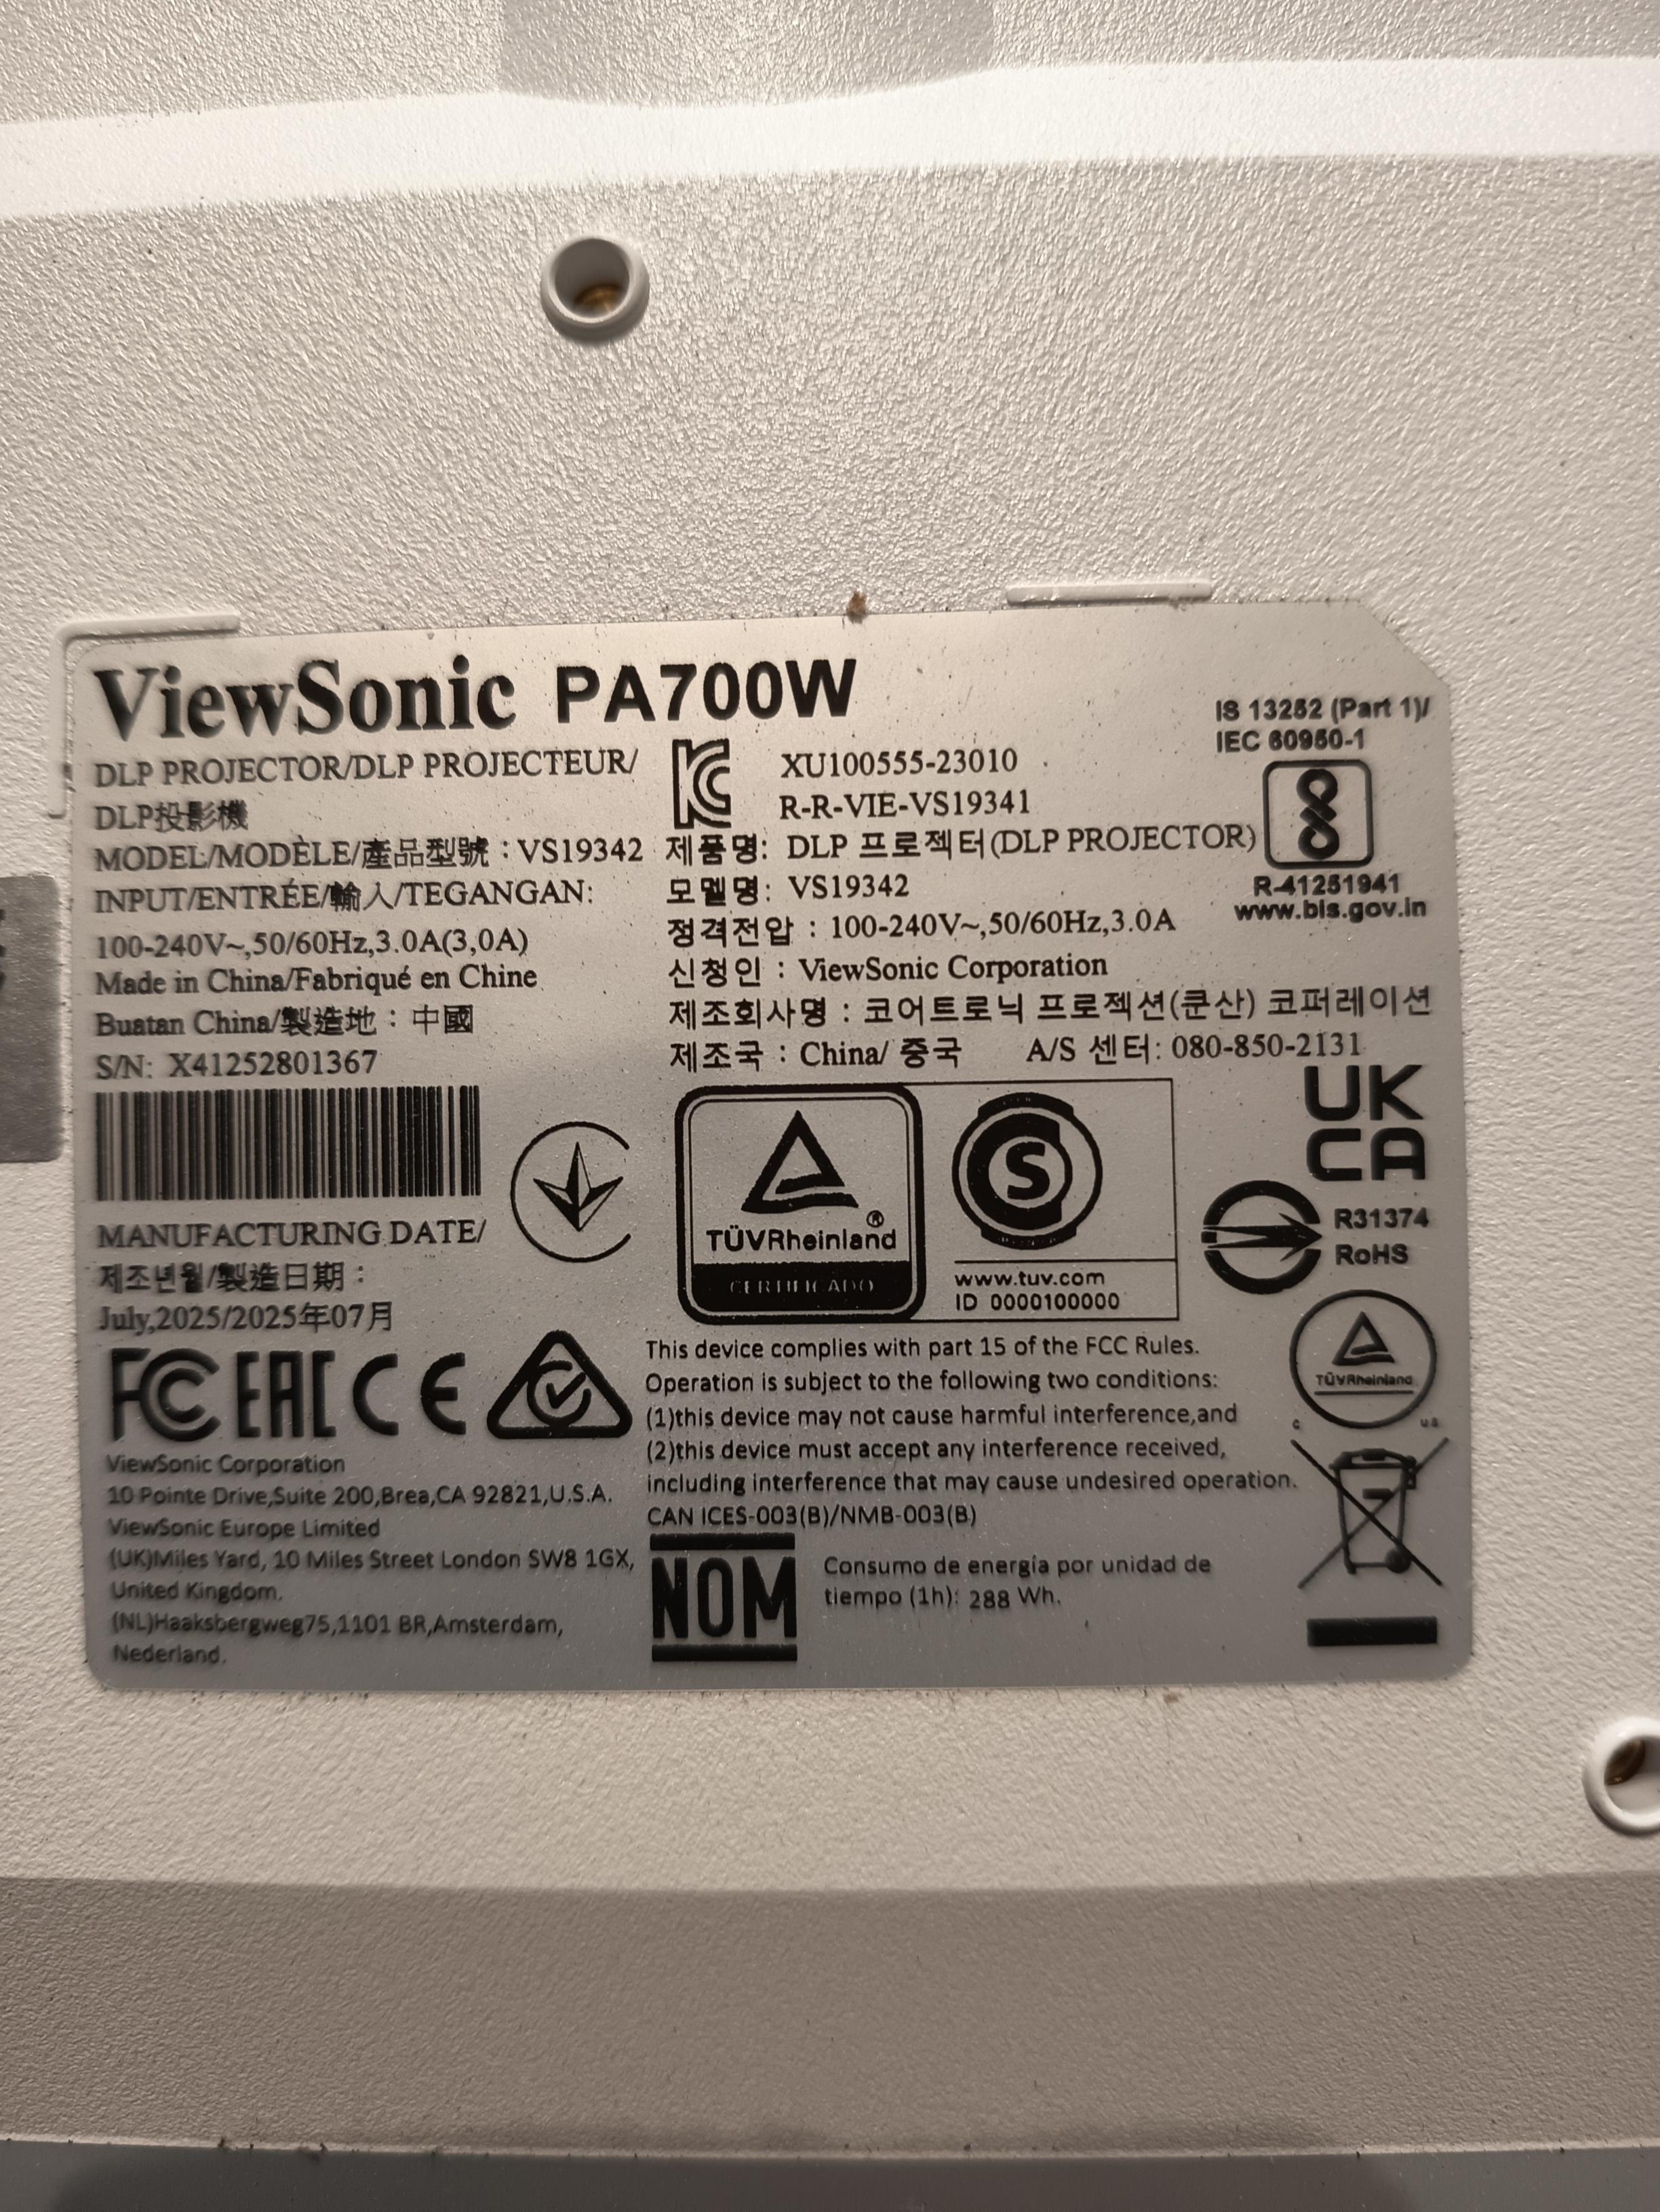 ViewSonic PA700W
DLP PROJECTOR/DLP PROJECTEUR/
DLP投影機
MODEL/MODÈLE/產品型號：VS19342
INPUT/ENTRÉE/輸入/TEGANGAN:
100-240V~,50/60Hz,3.0A(3,0A)
Made in China/Fabriqué en Chine
Buatan China/製造地：中國
S/N: X41252801367
MANUFACTURING DATE/
제조년월/製造日期：
July,2025/2025年07月
FC EAC CE
ViewSonic Corporation
10 Pointe Drive,Suite 200,Brea,CA 92821,U.S.A.
ViewSonic Europe Limited
(UK)Miles Yard, 10 Miles Street London SW8 1GX,
United Kingdom.
(NL)Haaksbergweg75,1101 BR,Amsterdam,
Nederland.
KC
XU100555-23010
R-R-VIE-VS19341
제품명: DLP 프로젝터(DLP PROJECTOR)
모델명: VS19342
정격전압 : 100-240V~,50/60Hz,3.0A
신청인 : ViewSonic Corporation
제조회사명 : 코어트로닉 프로젝션(쿤산) 코퍼레이션
제조국 : China/ 중국 A/S 센터: 080-850-2131
IS 13252 (Part 1)/
IEC 60950-1
R-41251941
www.bis.gov.in
TÜVRheinland®
CERTIFICADO
S
www.tuv.com
ID 0000100000
UK
CA
R31374
RoHS
TÜVRheinland
c us
This device complies with part 15 of the FCC Rules.
Operation is subject to the following two conditions:
(1)this device may not cause harmful interference,and
(2)this device must accept any interference received,
including interference that may cause undesired operation.
CAN ICES-003(B)/NMB-003(B)
NOM
Consumo de energía por unidad de
tiempo (1h): 288 Wh.